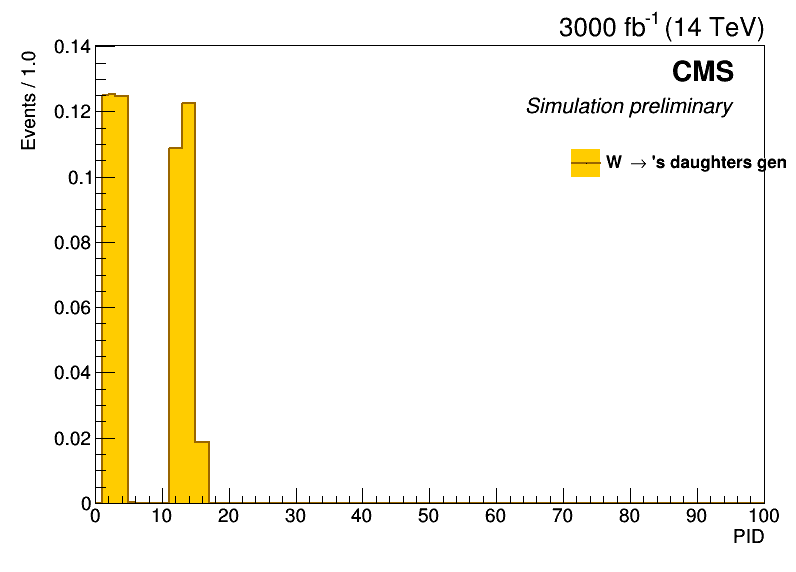 3000 fb⁻¹ (14 TeV)
CMS
Simulation preliminary
W → 's daughters gen
Events / 1.0
0.14
0.12
0.1
0.08
0.06
0.04
0.02
0
0 10 20 30 40 50 60 70 80 90 100
PID